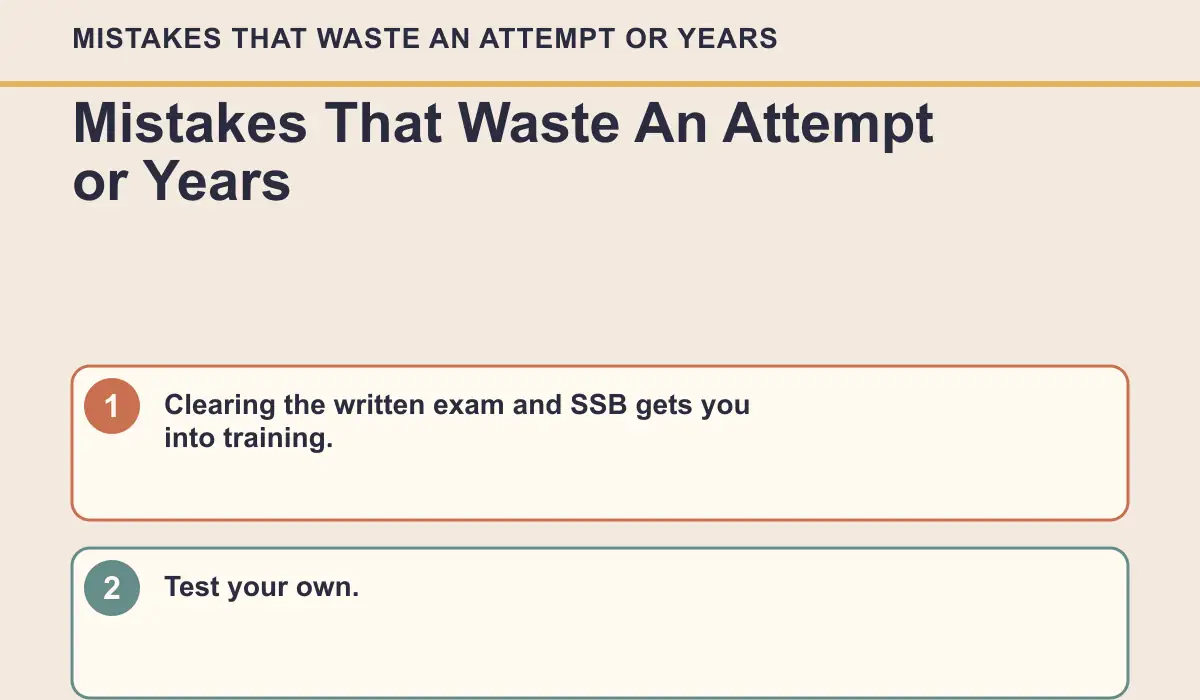 MISTAKES THAT WASTE AN ATTEMPT OR YEARS
Mistakes That Waste An Attempt
or Years
1
Clearing the written exam and SSB gets you
into training.
2
Test your own.